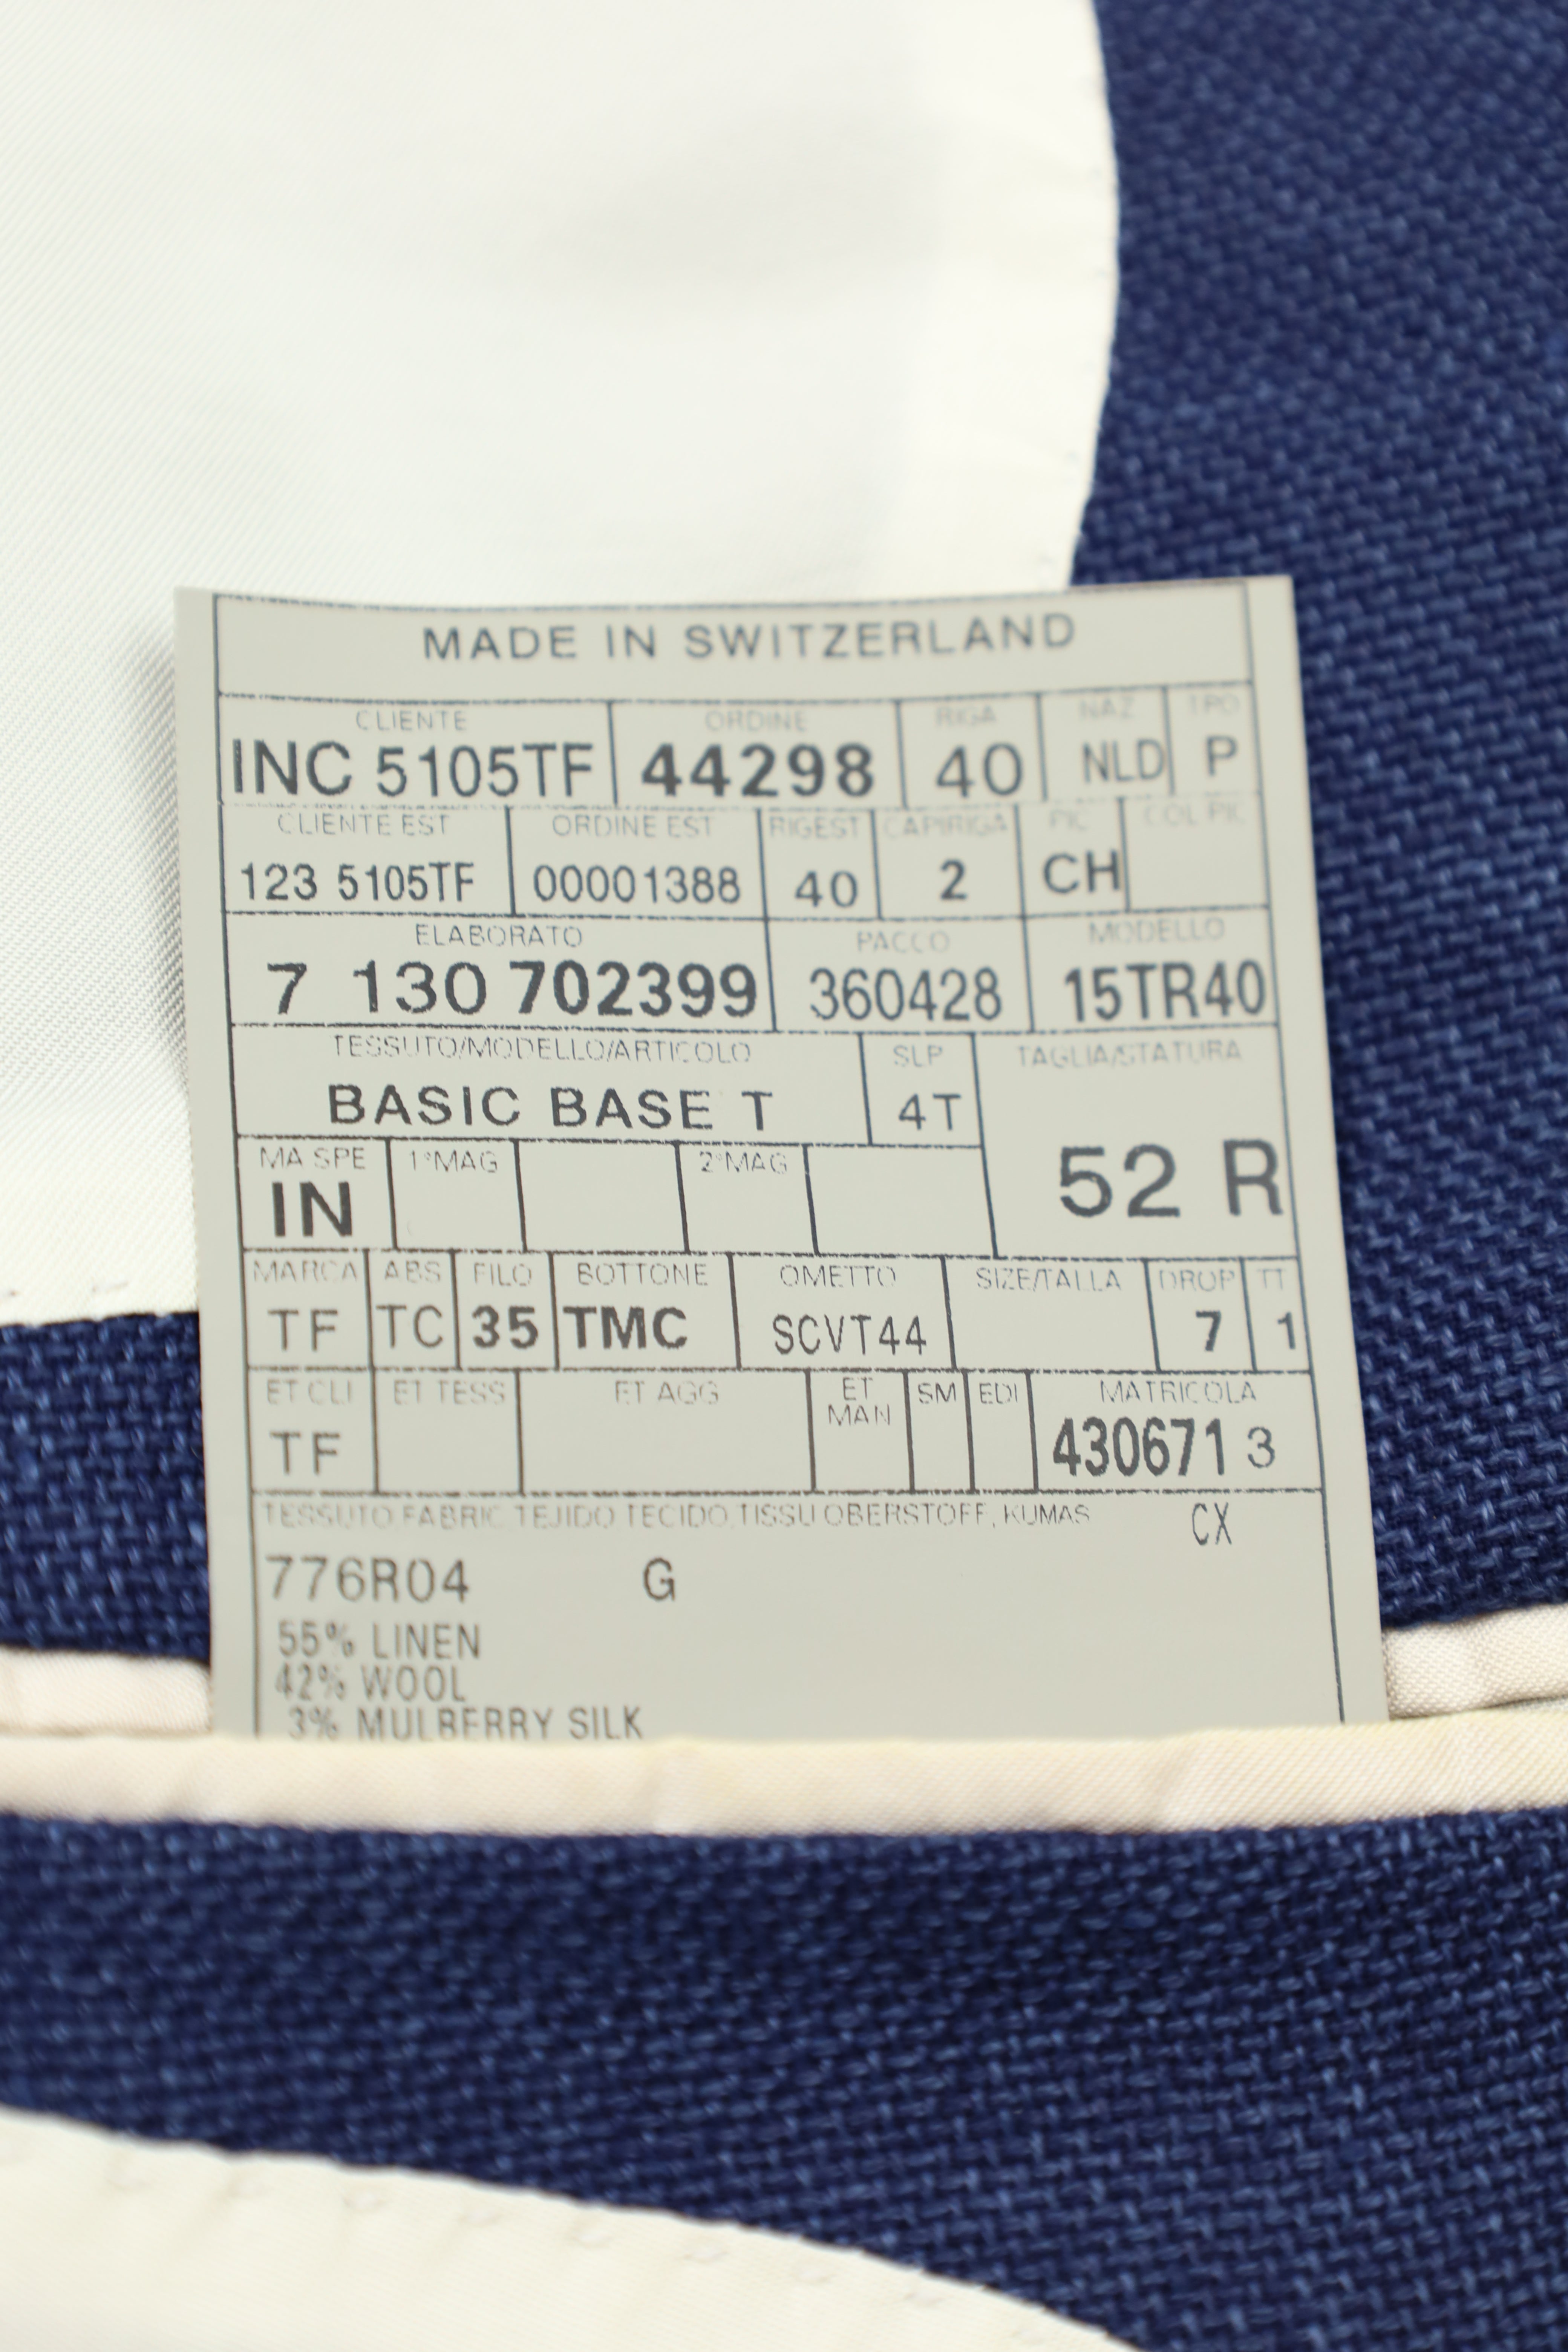 MADE IN SWITZERLAND
CLIENTE ORDINE RIGA NAZ TPO
INC 5105TF 44298 40 NLD P
CLIENTE EST ORDINE EST RIGEST CAPIRIGA PIC COL PIC
123 5105TF 00001388 40 2 CH
ELABORATO PACCO MODELLO
7 130 702399 360428 15TR40
TESSUTO/MODELLO/ARTICOLO SLP TAGLIA/STATURA
BASIC BASE T 4T
52 R
MA SPE 1°MAG 2°MAG
IN
MARCA ABS FILO BOTTONE OMETTO SIZE/TALLA DROP TT
TF TC 35 TMC SCVT44 7 1
ET CLI ET TESS ET AGG ET MAN SM EDI MATRICOLA
TF 430671 3
TESSUTO, FABRIC, TEJIDO, TECIDO, TISSU, OBERSTOFF, KUMAS CX
776R04 G
55% LINEN
42% WOOL
3% MULBERRY SILK